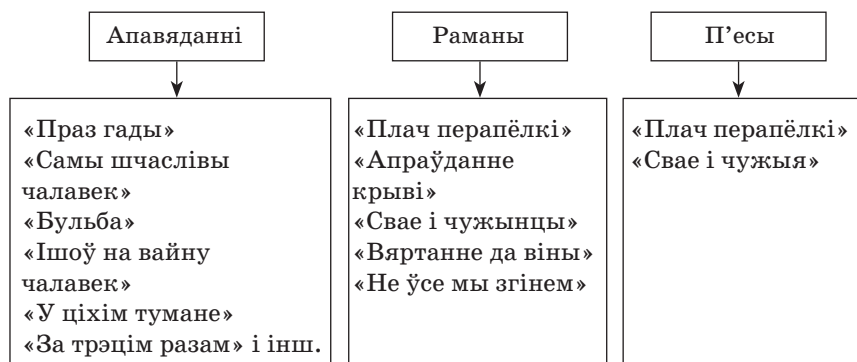 Апавяданні
«Праз гады»
«Самы шчаслівы
чалавек»
«Бульба»
«Ішоў на вайну
чалавек»
«У ціхім тумане»
«За трэцім разам» і інш.
Раманы
«Плач перапёлкі»
«Апраўданне
крыві»
«Свае і чужынцы»
«Вяртанне да віны»
«Не ўсе мы згінем»
П’есы
«Плач перапёлкі»
«Свае і чужыя»